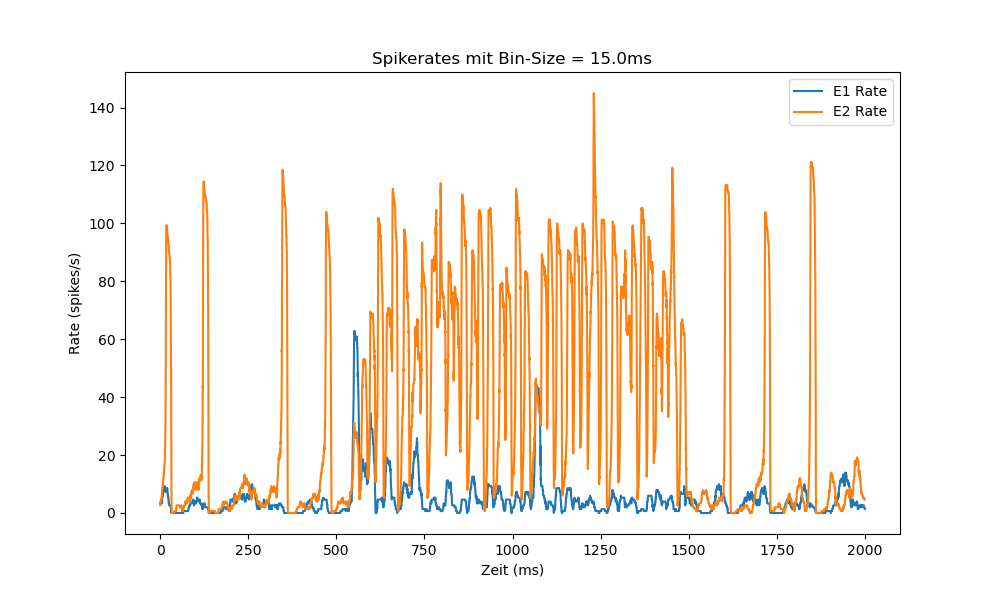 Spikerates mit Bin-Size = 15.0ms
E1 Rate
E2 Rate
Rate (spikes/s)
140
120
100
80
60
40
20
0
0 250 500 750 1000 1250 1500 1750 2000
Zeit (ms)